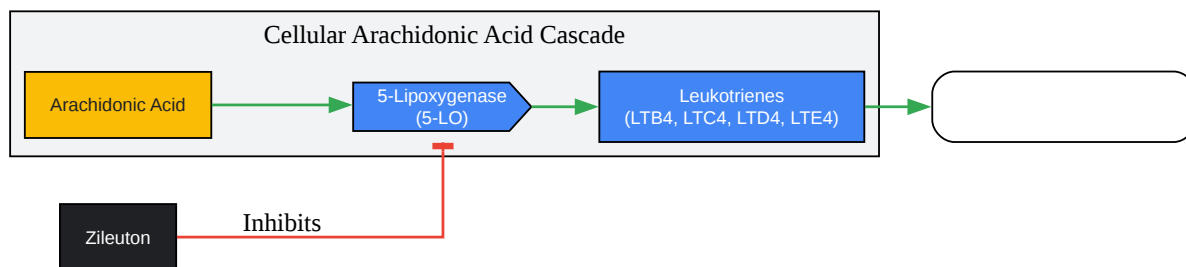 Cellular Arachidonic Acid Cascade
Arachidonic Acid
5-Lipoxygenase
(5-LO)
Leukotrienes
(LTB4, LTC4, LTD4, LTE4)
Inhibits
Zileuton